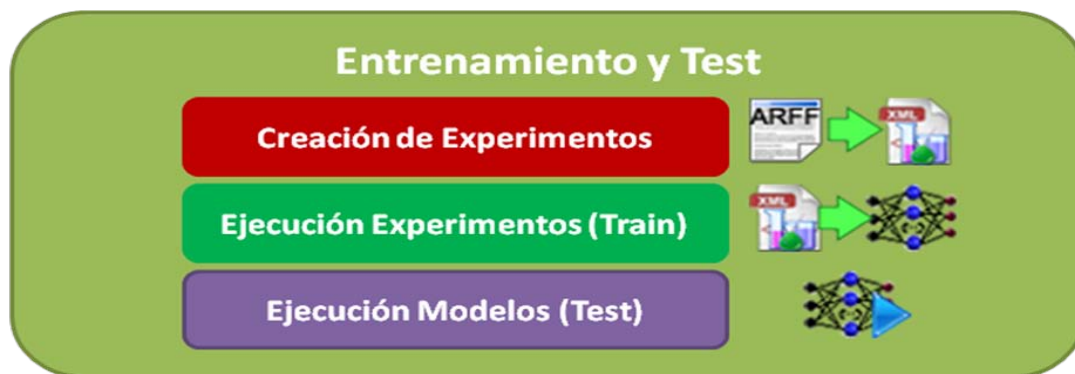 Entrenamiento y Test
Creación de Experimentos
ARFF
XML
Ejecución Experimentos (Train)
XML
Ejecución Modelos (Test)